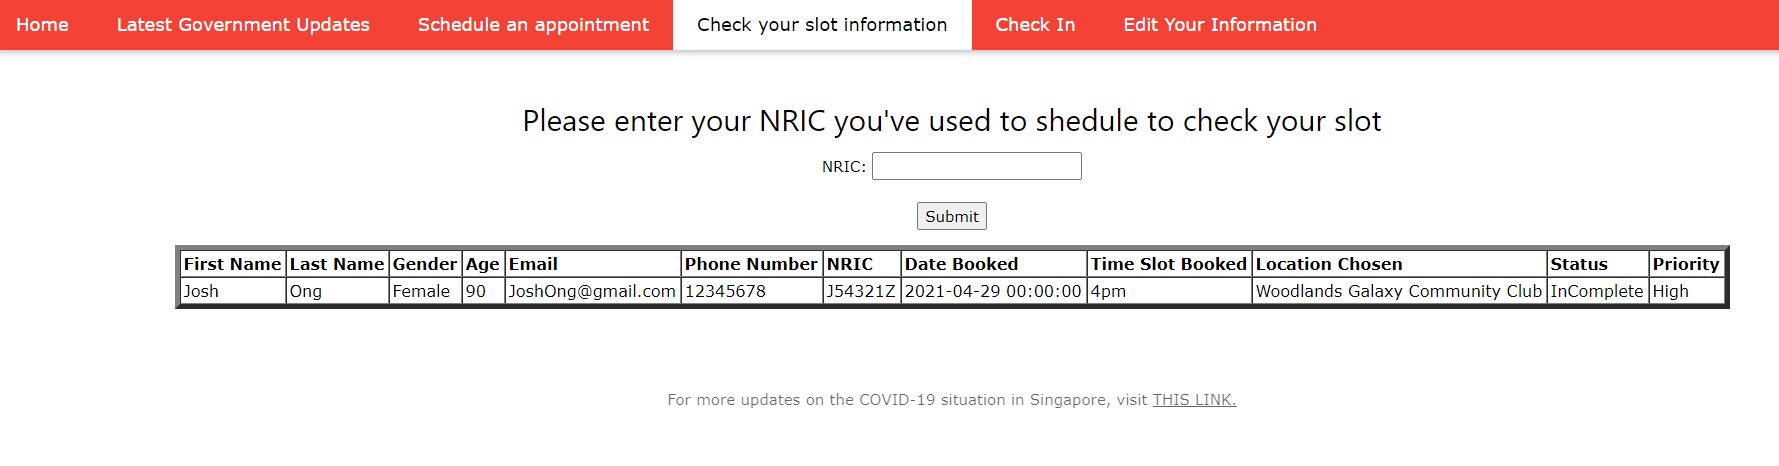 Home Latest Government Updates Schedule an appointment Check your slot information Check In Edit Your Information
Please enter your NRIC you've used to shedule to check your slot
NRIC:
Submit
First Name Last Name Gender Age Email Phone Number NRIC Date Booked Time Slot Booked Location Chosen Status Priority
Josh Ong Female 90 JoshOng@gmail.com 12345678 J54321Z 2021-04-29 00:00:00 4pm Woodlands Galaxy Community Club InComplete High
For more updates on the COVID-19 situation in Singapore, visit THIS LINK.